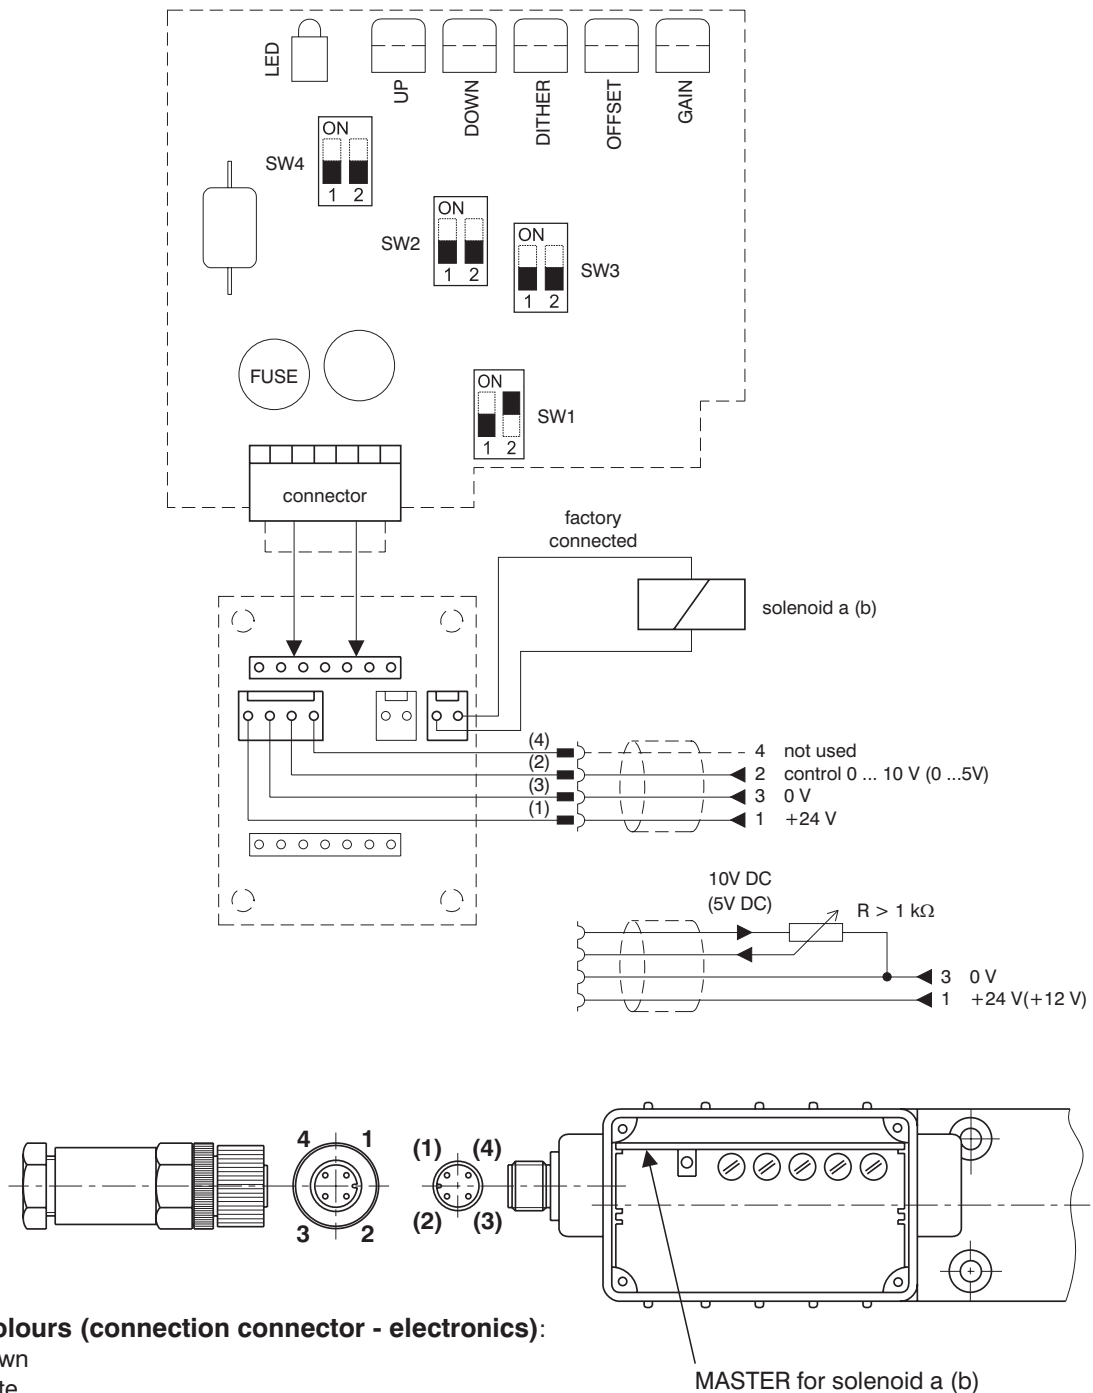 LED
UP
DOWN
DITHER
OFFSET
GAIN
ON
SW4
1 2
ON
SW2
1 2
ON
SW3
1 2
FUSE
ON
SW1
1 2
connector
factory
connected
solenoid a (b)
(4)
4 not used
(2)
2 control 0 ... 10 V (0 ...5V)
(3)
3 0 V
(1)
1 +24 V
10V DC
(5V DC)
R > 1 kΩ
3 0 V
1 +24 V(+12 V)
4 1
3 2
(1) (4)
(2) (3)
olours (connection connector - electronics):
wn
te
MASTER for solenoid a (b)